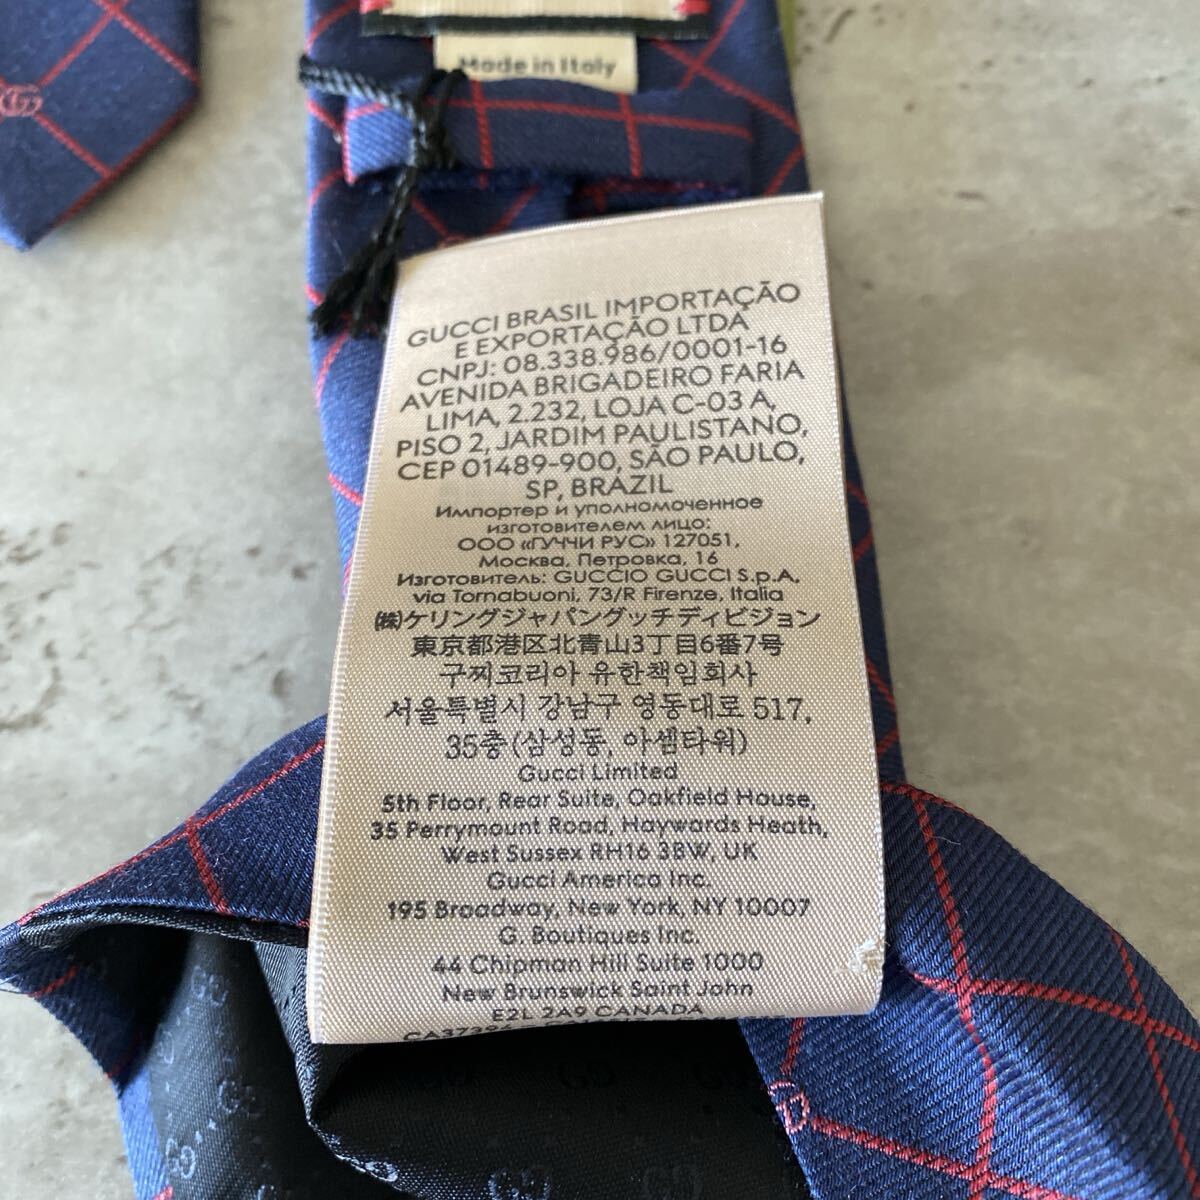 Made in Italy
GUCCI BRASIL IMPORTAÇÃO
E EXPORTAÇÃO LTDA
CNPJ: 08.338.986/0001-16
AVENIDA BRIGADEIRO FARIA
LIMA, 2.232, LOJA C-03 A,
PISO 2, JARDIM PAULISTANO,
CEP 01489-900, SÃO PAULO,
SP, BRAZIL
Импортер и уполномоченное
изготовителем лицо:
ООО «ГУЧЧИ РУС» 127051,
Москва, Петровка, 16
Изготовитель: GUCCIO GUCCI S.p.A,
via Tornabuoni, 73/R Firenze, Italia
㈱ケリングジャパングッチディビジョン
東京都港区北青山3丁目6番7号
구찌코리아 유한책임회사
서울특별시 강남구 영동대로 517,
35층(삼성동, 아셈타워)
Gucci Limited
5th Floor, Rear Suite, Oakfield House,
35 Perrymount Road, Haywards Heath,
West Sussex RH16 3BW, UK
Gucci America Inc.
195 Broadway, New York, NY 10007
G. Boutiques Inc.
44 Chipman Hill Suite 1000
New Brunswick Saint John
E2L 2A9 CANADA